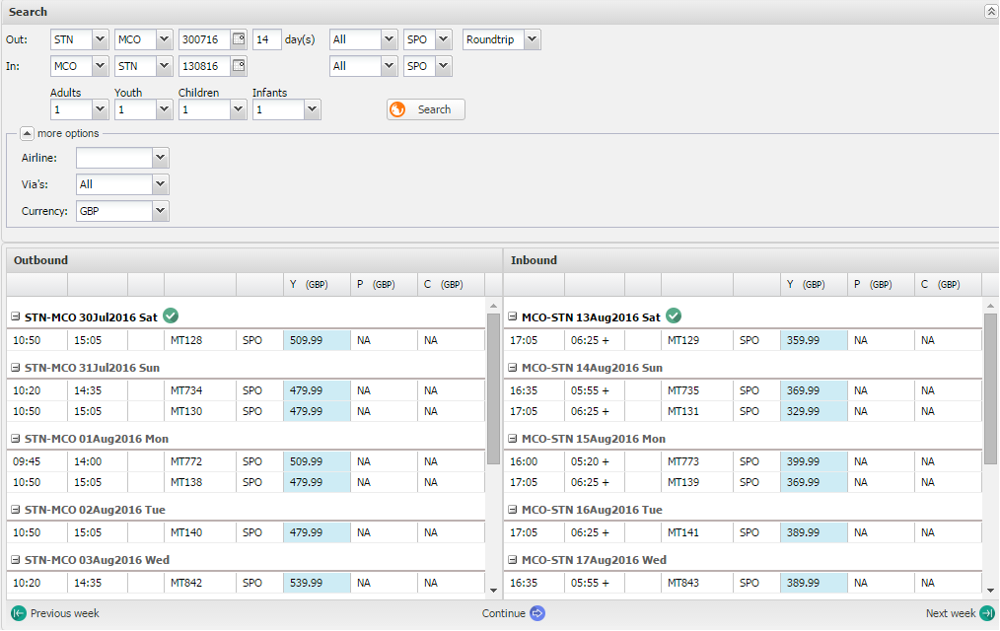 Search
Out: STN MCO 300716 14 day(s) All SPO Roundtrip
In: MCO STN 130816 All SPO
Adults Youth Children Infants
1 1 1 1 Search
more options
Airline:
Via's: All
Currency: GBP
Outbound
Y (GBP) P (GBP) C (GBP)
STN-MCO 30Jul2016 Sat
10:50 15:05 MT128 SPO 509.99 NA NA
STN-MCO 31Jul2016 Sun
10:20 14:35 MT734 SPO 479.99 NA NA
10:50 15:05 MT130 SPO 479.99 NA NA
STN-MCO 01Aug2016 Mon
09:45 14:00 MT772 SPO 509.99 NA NA
10:50 15:05 MT138 SPO 479.99 NA NA
STN-MCO 02Aug2016 Tue
10:50 15:05 MT140 SPO 479.99 NA NA
STN-MCO 03Aug2016 Wed
10:20 14:35 MT842 SPO 539.99 NA NA
Inbound
Y (GBP) P (GBP) C (GBP)
MCO-STN 13Aug2016 Sat
17:05 06:25 + MT129 SPO 359.99 NA NA
MCO-STN 14Aug2016 Sun
16:35 05:55 + MT735 SPO 369.99 NA NA
17:05 06:25 + MT131 SPO 329.99 NA NA
MCO-STN 15Aug2016 Mon
16:00 05:20 + MT773 SPO 399.99 NA NA
17:05 06:25 + MT139 SPO 369.99 NA NA
MCO-STN 16Aug2016 Tue
17:05 06:25 + MT141 SPO 389.99 NA NA
MCO-STN 17Aug2016 Wed
16:35 05:55 + MT843 SPO 389.99 NA NA
Previous week Continue Next week